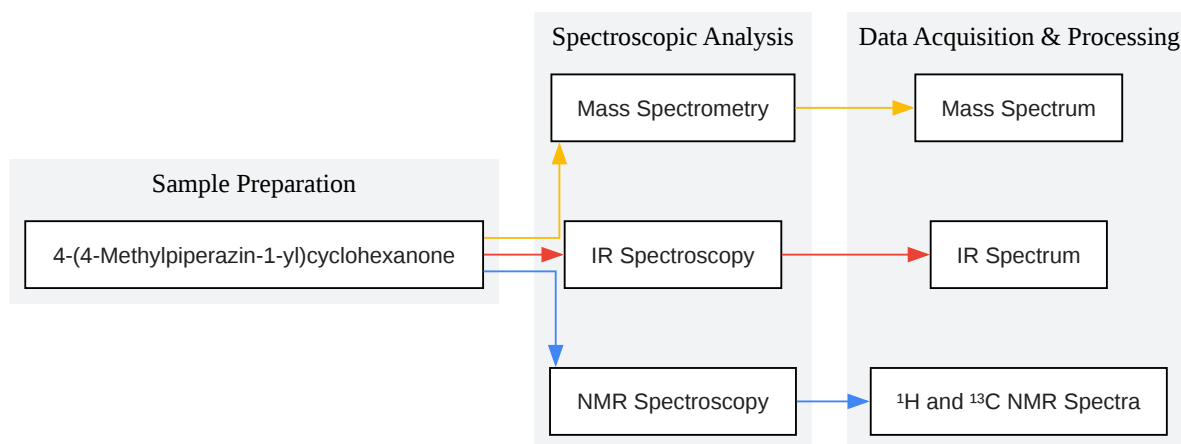 Spectroscopic Analysis
Data Acquisition & Processing
Mass Spectrometry
Mass Spectrum
Sample Preparation
4-(4-Methylpiperazin-1-yl)cyclohexanone
IR Spectroscopy
IR Spectrum
NMR Spectroscopy
¹H and ¹³C NMR Spectra